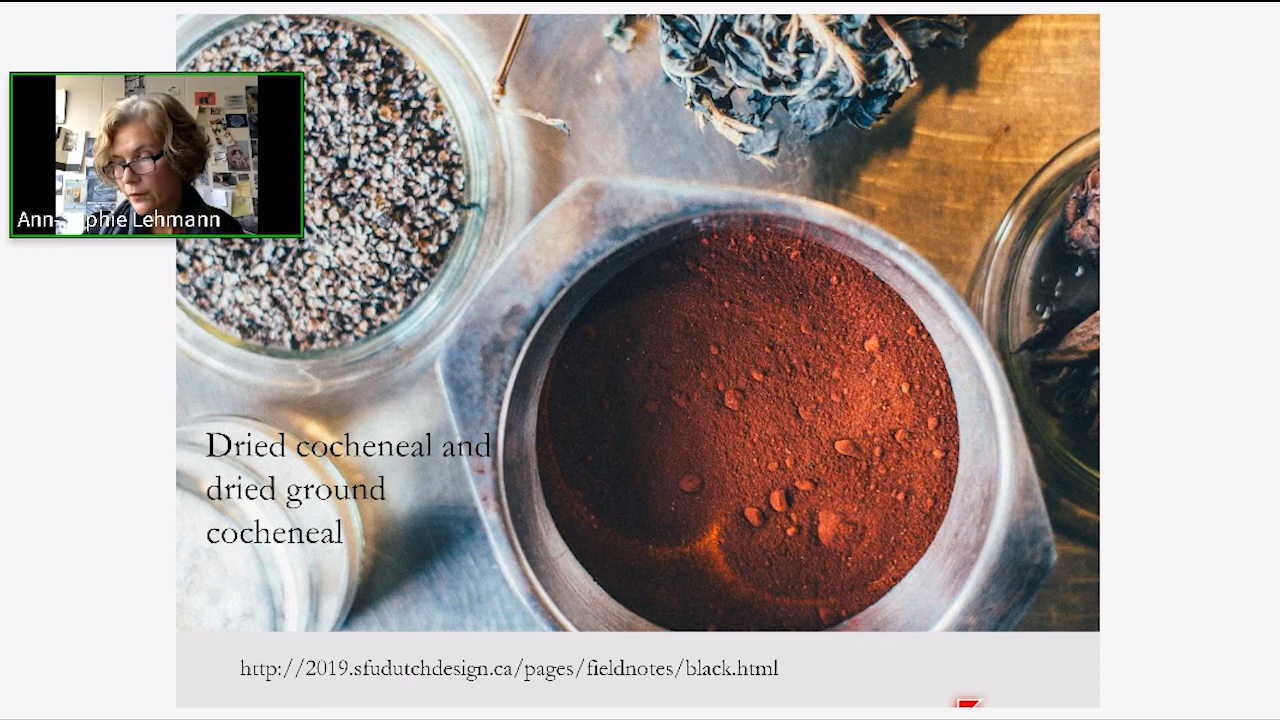 Ann- phie Lehmann
Dried cocheneal and
dried ground
cocheneal
http://2019.sfudutchdesign.ca/pages/fieldnotes/black.html